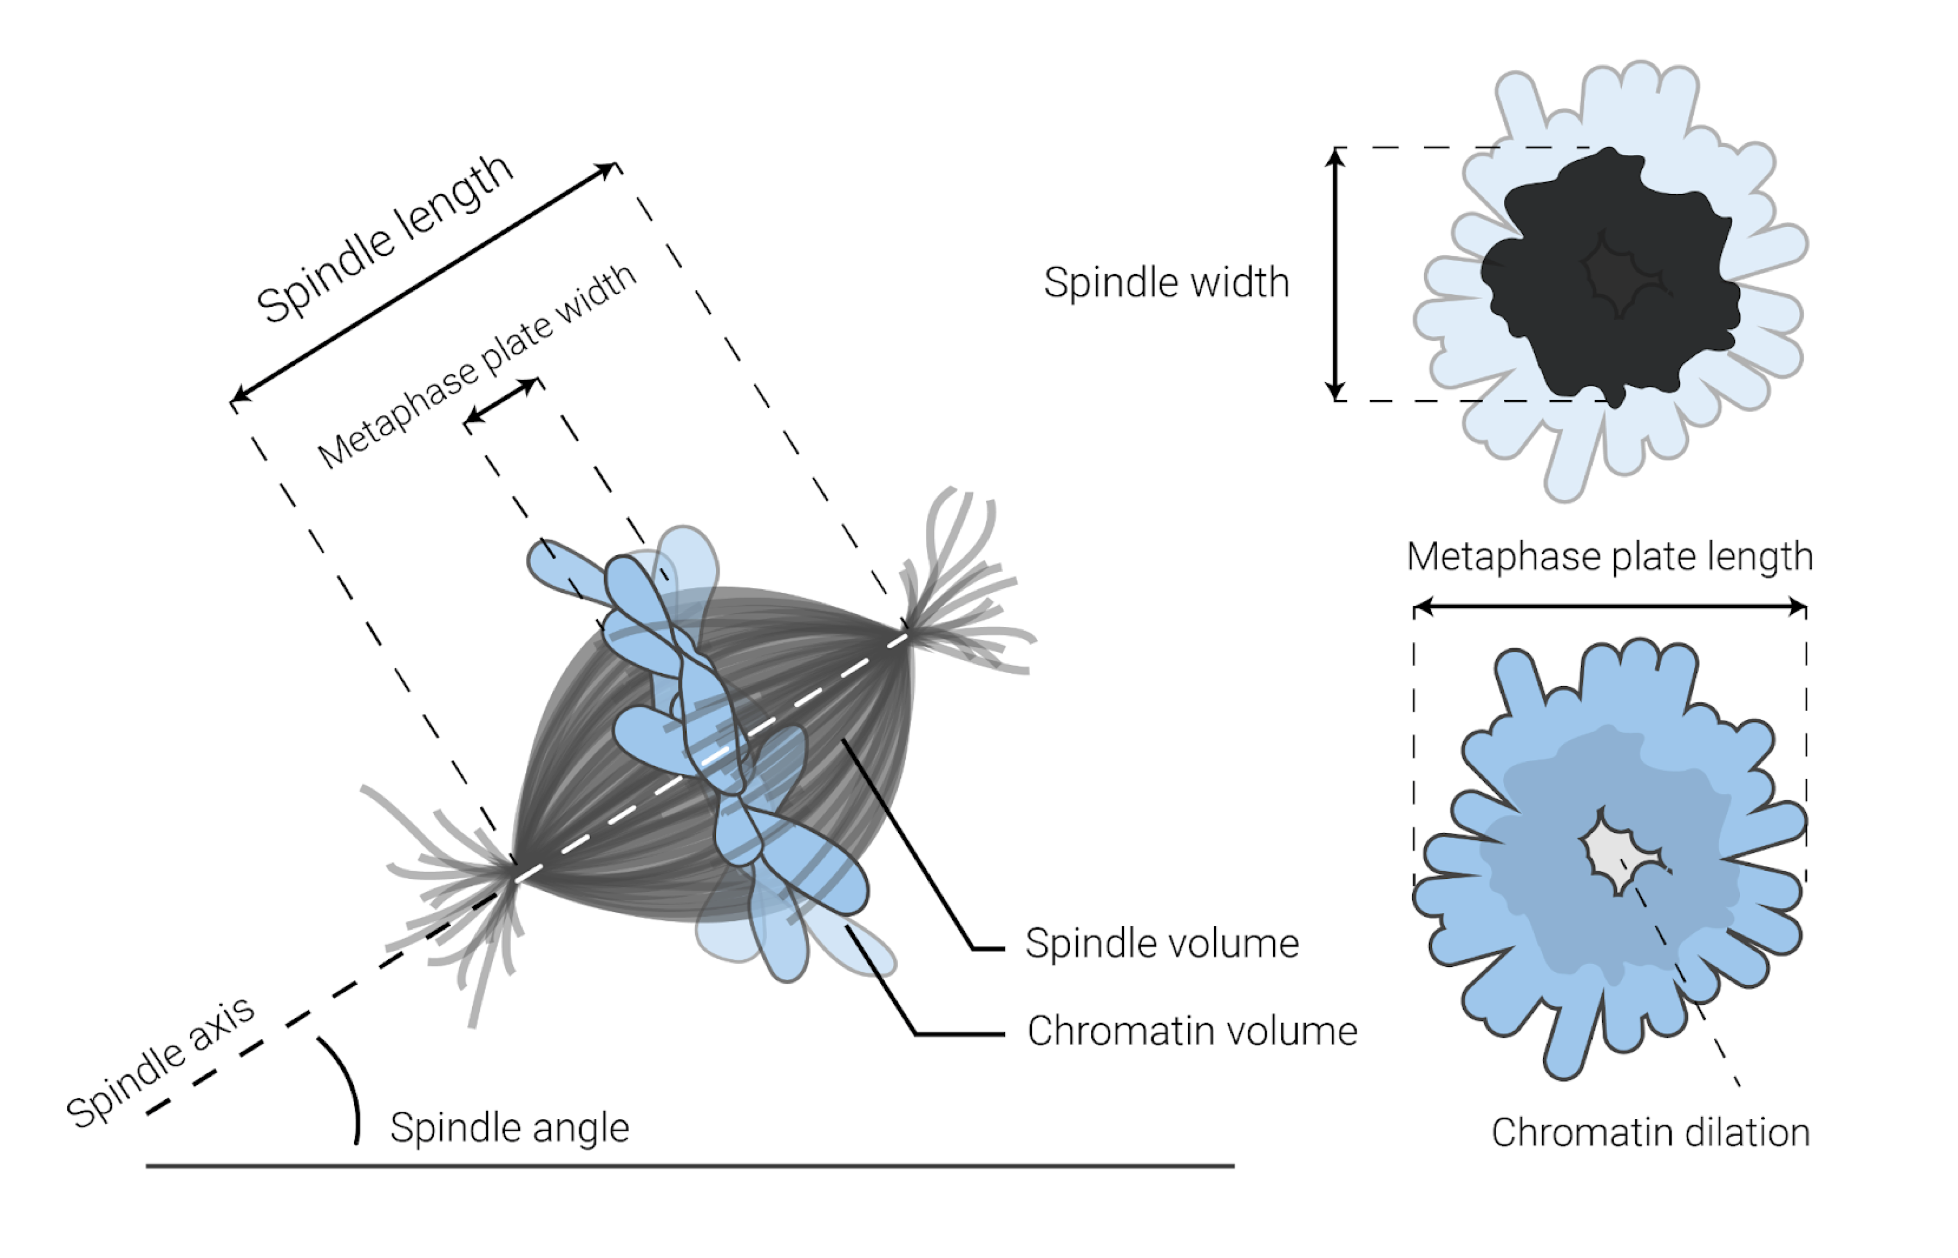 Spindle length
Metaphase plate width
Spindle width
Metaphase plate length
Spindle volume
Chromatin volume
Spindle axis
Spindle angle
Chromatin dilation